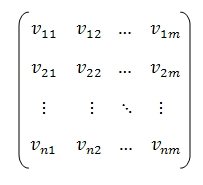 v₁₁ v₁₂ … v₁ₘ
v₂₁ v₂₂ … v₂ₘ
⋮ ⋮ ⋱ ⋮
vₙ₁ vₙ₂ … vₙₘ